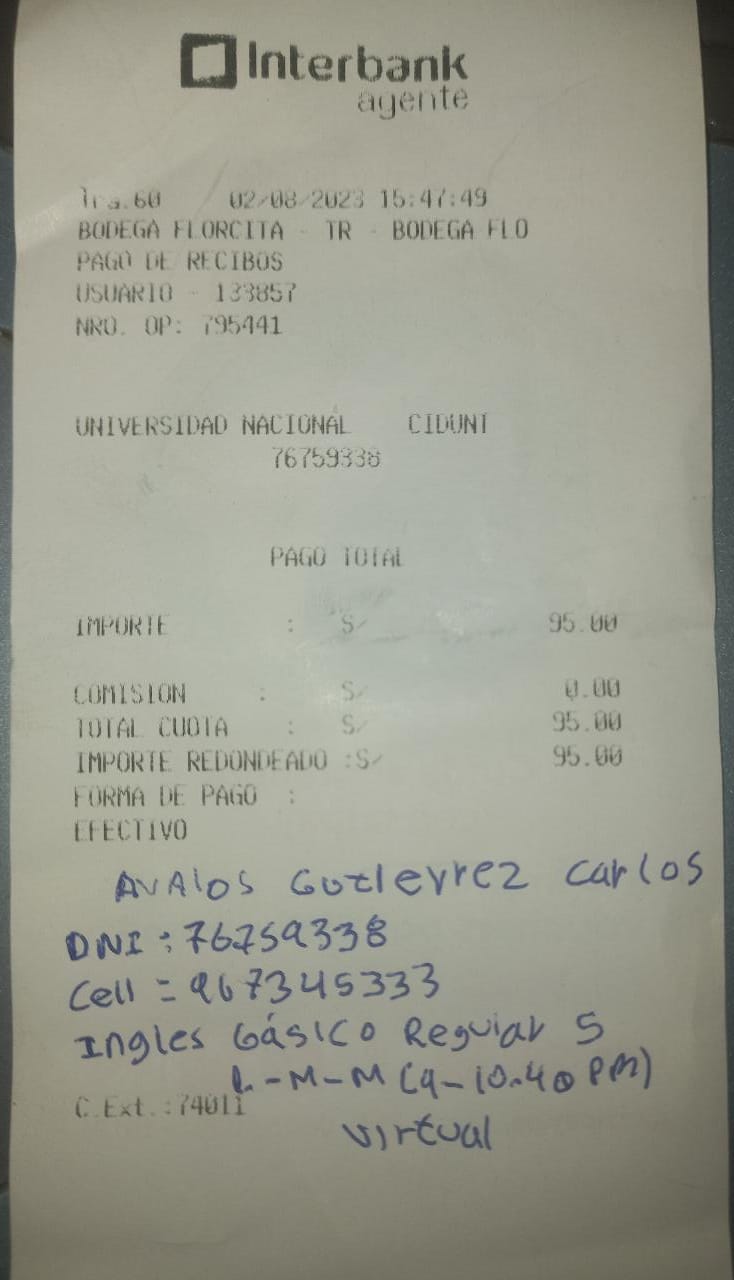 Interbank
agente
Tra.60 02/08/2023 15:47:49
BODEGA FLORCITA - TR - BODEGA FLO
PAGO DE RECIBOS
USUARIO - 133857
NRO. OP: 795441
UNIVERSIDAD NACIONAL CIDUNT
76759338
PAGO TOTAL
IMPORTE : S/ 95.00
COMISION : S/ 0.00
TOTAL CUOTA : S/ 95.00
IMPORTE REDONDEADO :S/ 95.00
FORMA DE PAGO :
EFECTIVO
AVAlos Gutierrez Carlos
DNI : 76759338
Cell = 967345333
Ingles básico Regular 5
L-M-M (9-10.40 PM)
C.Ext.:74011
virtual